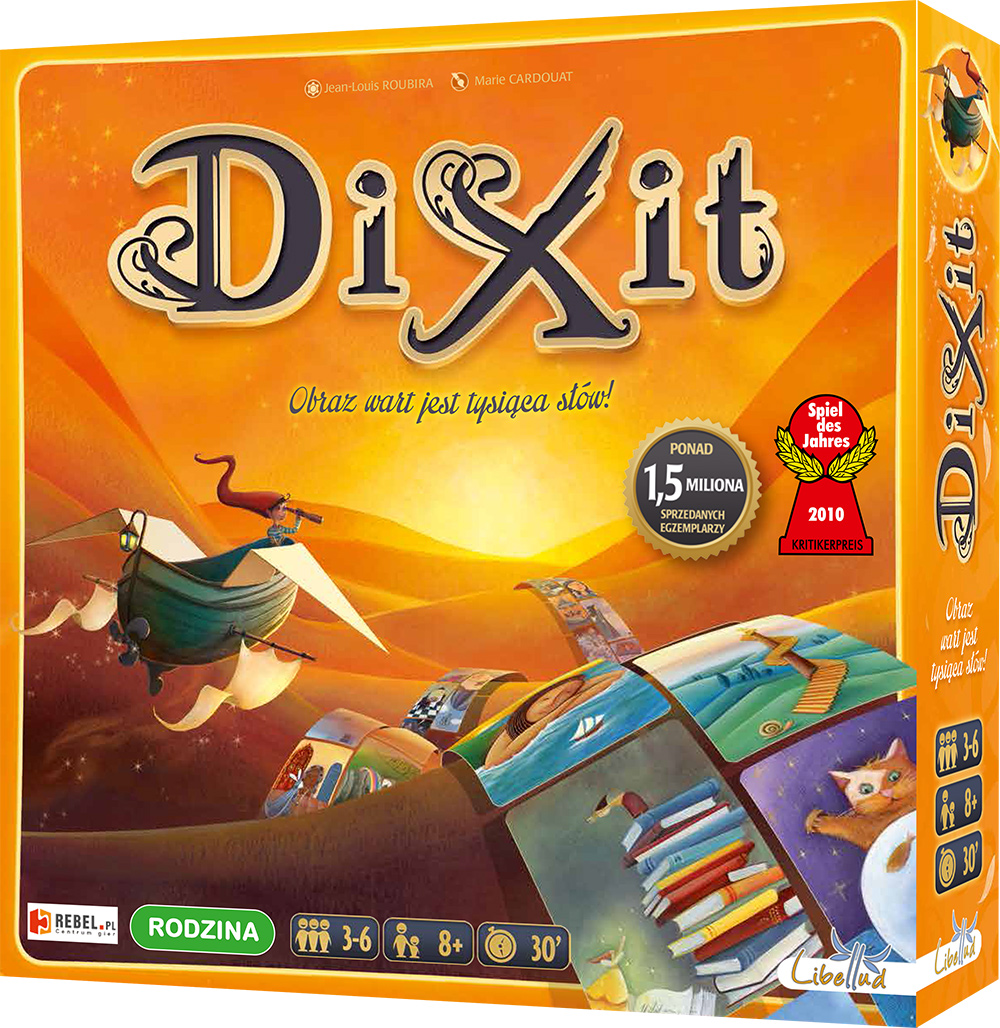 Jean-Louis ROUBIRA Marie CARDOUAT
DiXit
Obraz wart jest tysiąca słów!
PONAD
1,5 MILIONA
SPRZEDANYCH
EGZEMPLARZY
Spiel
des
Jahres
2010
KRITIKERPREIS
REBEL.PL
Centrum gier
RODZINA
3-6
8+
30'
Libellud
DiXit
Obraz
wart jest
tysiąca słów!
3-6
8+
30'
Libellud